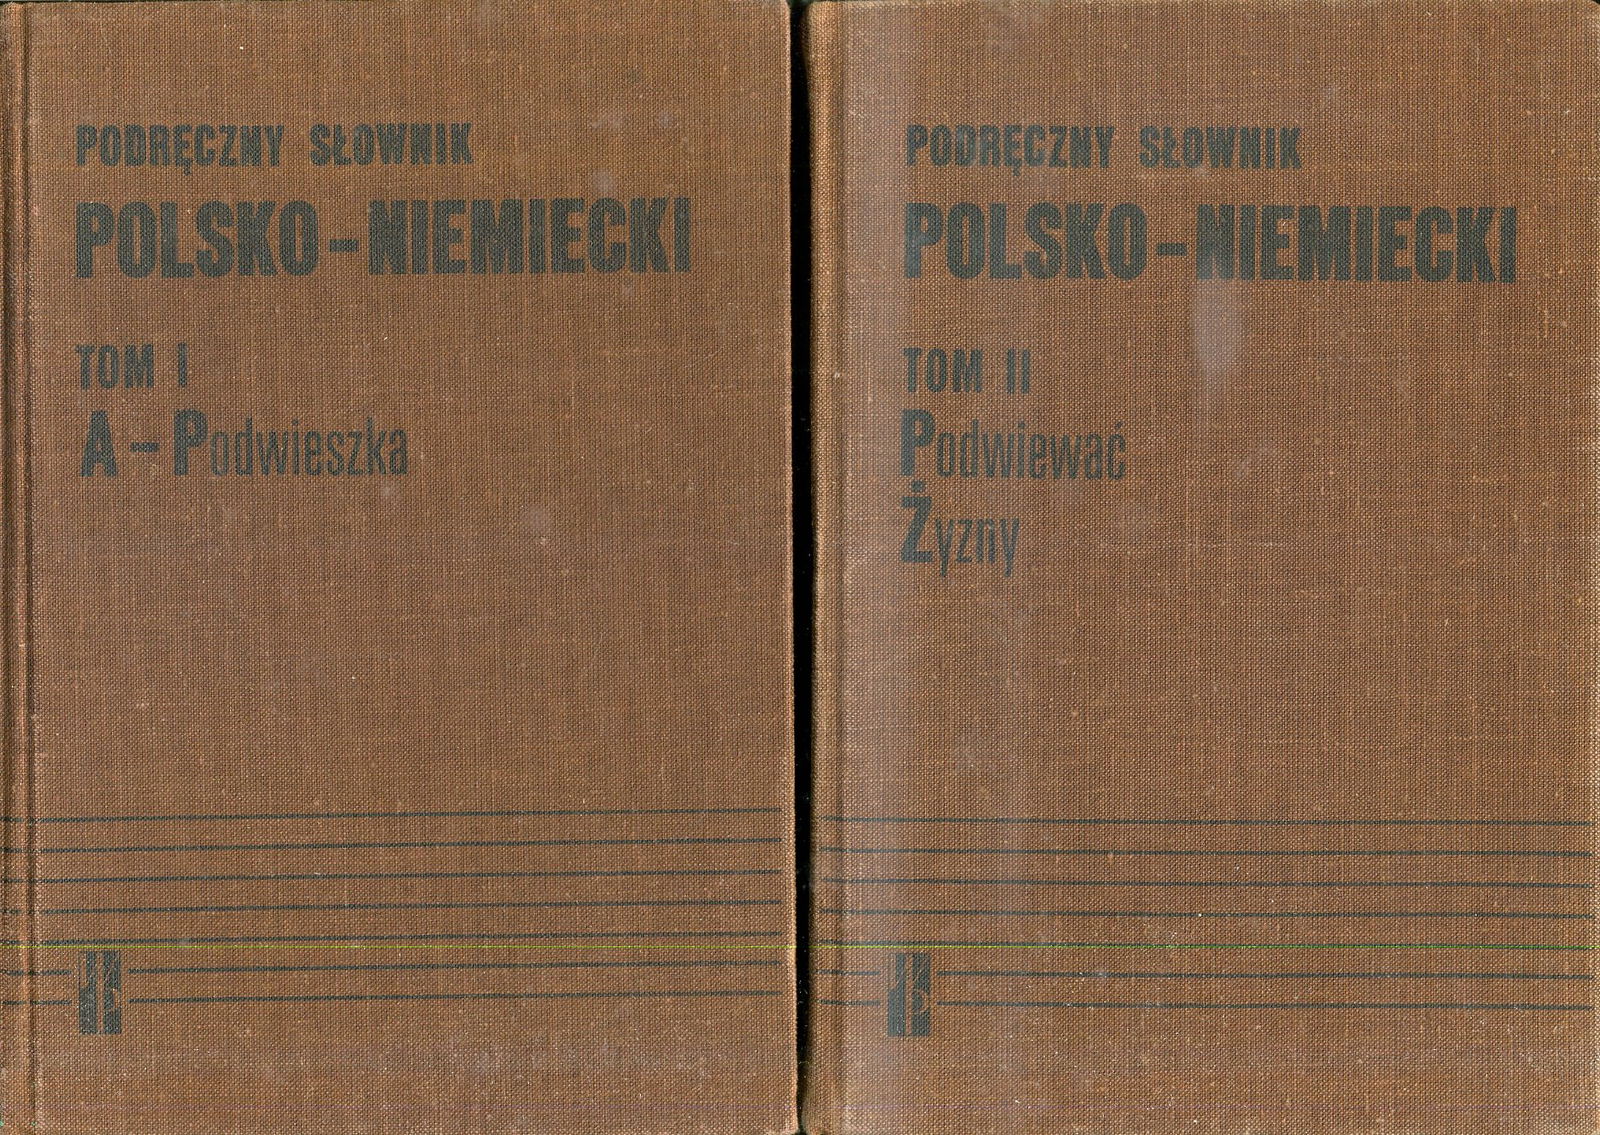 PODRĘCZNY SŁOWNIK
POLSKO-NIEMIECKI
TOM I
A-Podwieszka
PODRĘCZNY SŁOWNIK
POLSKO-NIEMIECKI
TOM II
Podwiewać
Żyzny